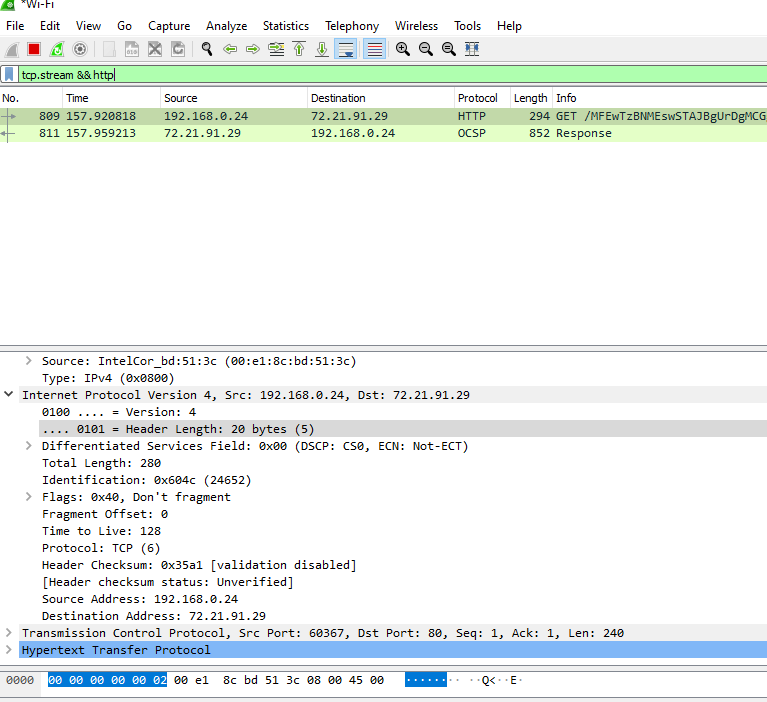 *Wi-Fi
File Edit View Go Capture Analyze Statistics Telephony Wireless Tools Help
tcp.stream && http
No. Time Source Destination Protocol Length Info
809 157.920818 192.168.0.24 72.21.91.29 HTTP 294 GET /MFEwTzBNMEswSTAJBgUrDgMCG
811 157.959213 72.21.91.29 192.168.0.24 OCSP 852 Response
Source: IntelCor_bd:51:3c (00:e1:8c:bd:51:3c)
Type: IPv4 (0x0800)
Internet Protocol Version 4, Src: 192.168.0.24, Dst: 72.21.91.29
0100 .... = Version: 4
.... 0101 = Header Length: 20 bytes (5)
Differentiated Services Field: 0x00 (DSCP: CS0, ECN: Not-ECT)
Total Length: 280
Identification: 0x604c (24652)
Flags: 0x40, Don't fragment
Fragment Offset: 0
Time to Live: 128
Protocol: TCP (6)
Header Checksum: 0x35a1 [validation disabled]
[Header checksum status: Unverified]
Source Address: 192.168.0.24
Destination Address: 72.21.91.29
Transmission Control Protocol, Src Port: 60367, Dst Port: 80, Seq: 1, Ack: 1, Len: 240
Hypertext Transfer Protocol
0000 00 00 00 00 00 02 00 e1 8c bd 51 3c 08 00 45 00 ········ ··Q<··E·